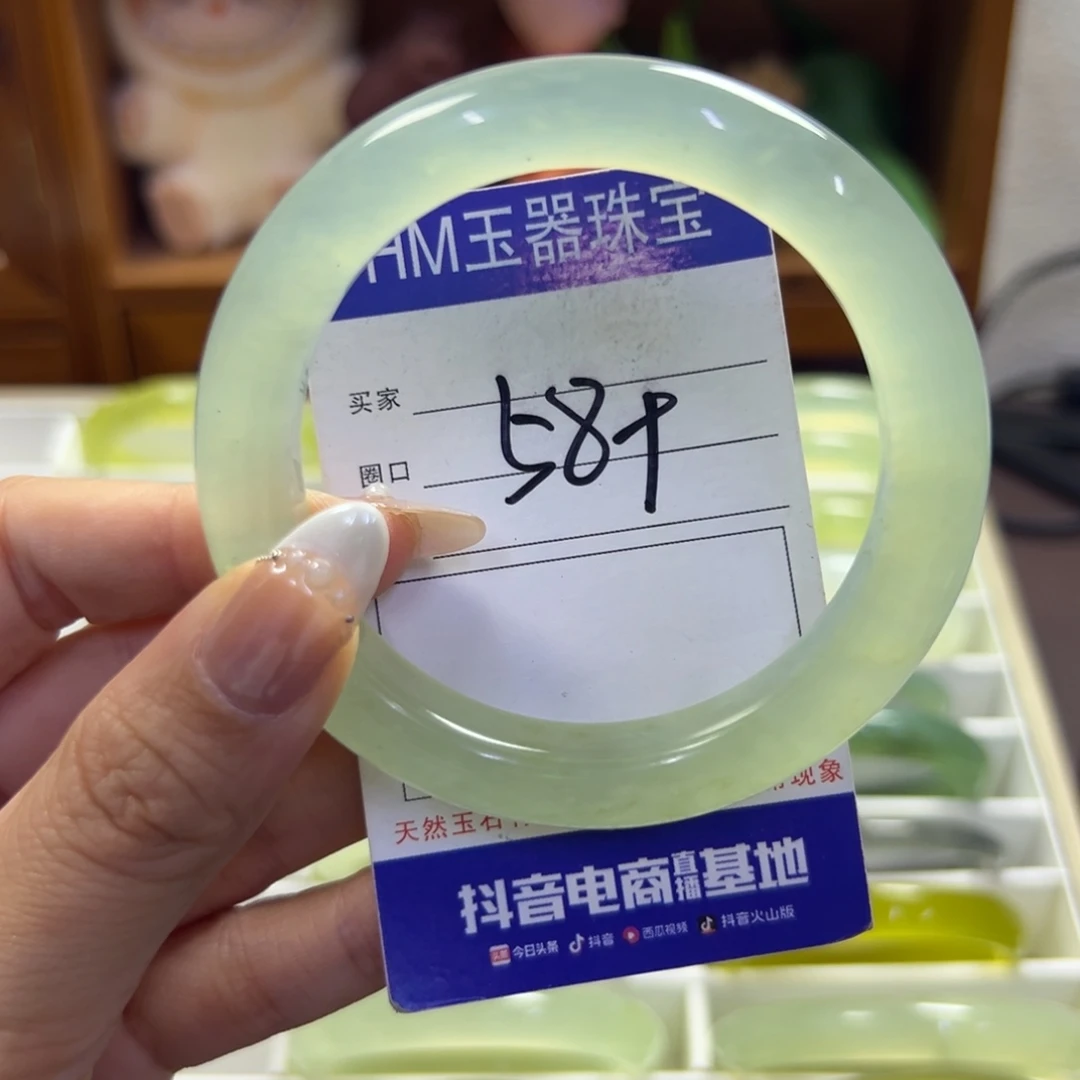 HM玉器珠宝
买家
圈口
58+
天然玉石
现象
抖音电商直播基地
今日头条 抖音 西瓜视频 抖音火山版